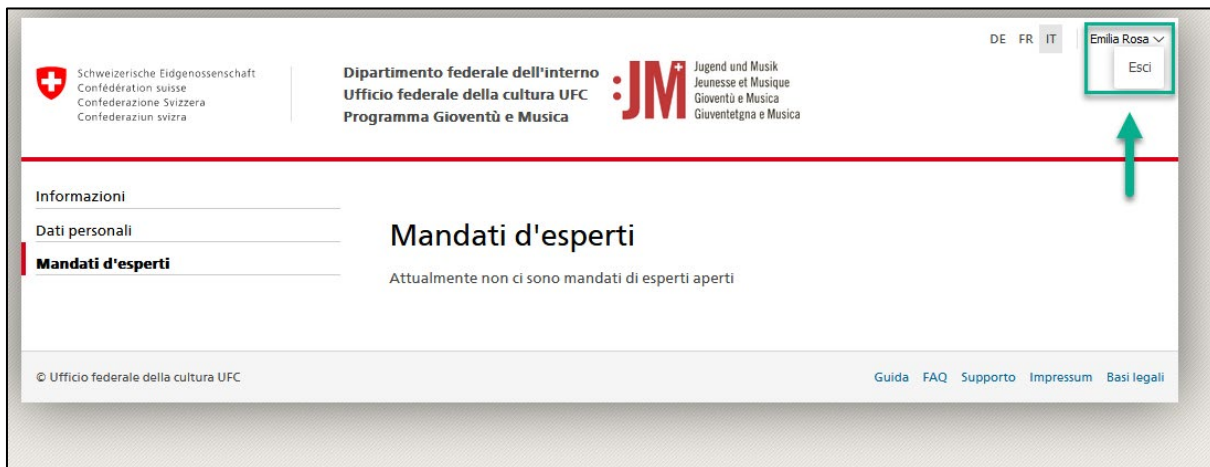 DE FR IT
Emilia Rosa
Esci
Schweizerische Eidgenossenschaft
Confédération suisse
Confederazione Svizzera
Confederaziun svizra
Dipartimento federale dell'interno
Ufficio federale della cultura UFC
Programma Gioventù e Musica
:JM
Jugend und Musik
Jeunesse et Musique
Gioventù e Musica
Giuventetgna e Musica
Informazioni
Dati personali
Mandati d'esperti
Mandati d'esperti
Attualmente non ci sono mandati di esperti aperti
© Ufficio federale della cultura UFC
Guida FAQ Supporto Impressum Basi legali